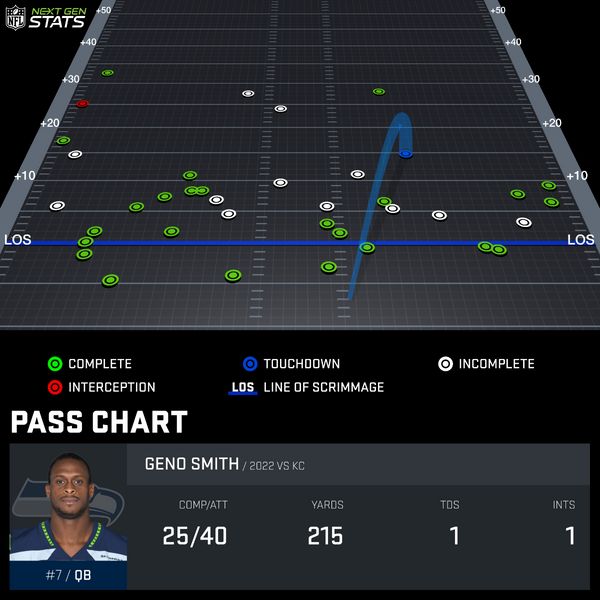 NFL NEXT GEN STATS
+50 +50
+40 +40
+30 +30
+20 +20
+10 +10
LOS LOS
COMPLETE TOUCHDOWN INCOMPLETE
INTERCEPTION LOS LINE OF SCRIMMAGE
PASS CHART
GENO SMITH / 2022 VS KC
COMP/ATT YARDS TDS INTS
25/40 215 1 1
#7 / QB